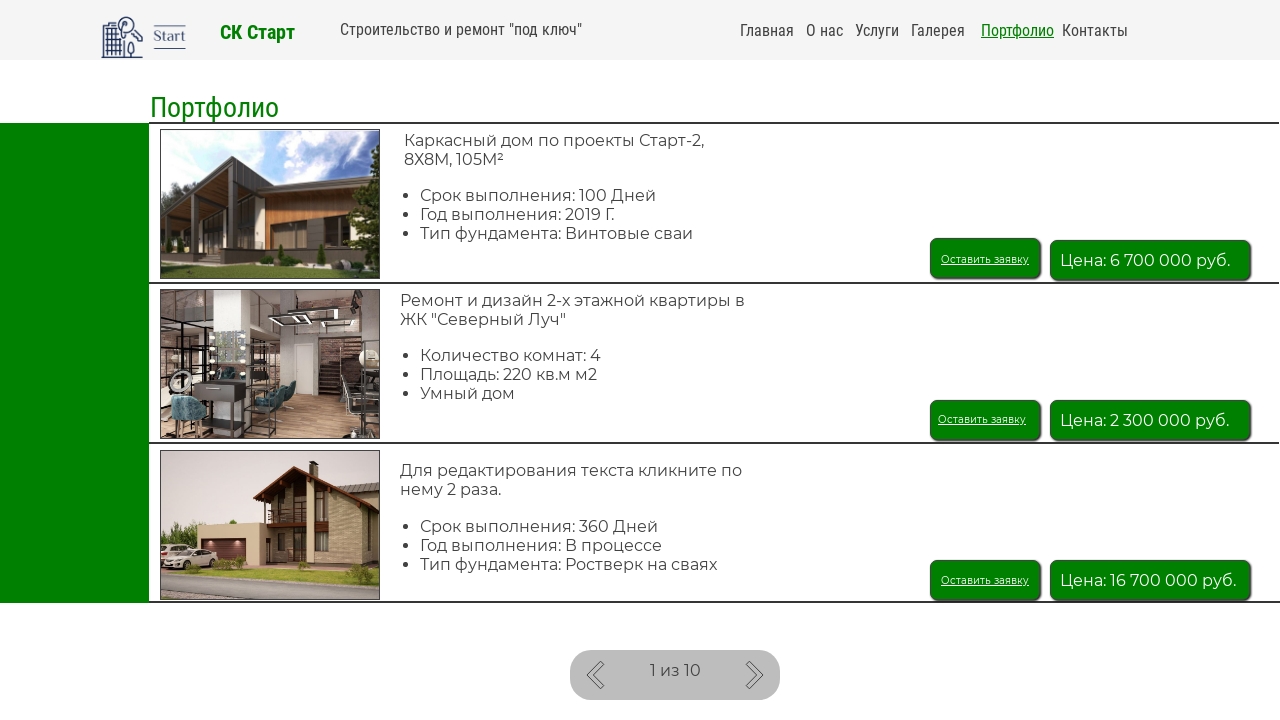 Start
СК Старт
Строительство и ремонт "под ключ"
Главная О нас Услуги Галерея Портфолио Контакты
Портфолио
Каркасный дом по проекты Старт-2,
8Х8М, 105М²
• Срок выполнения: 100 Дней
• Год выполнения: 2019 Г.
• Тип фундамента: Винтовые сваи
Оставить заявку
Цена: 6 700 000 руб.
Ремонт и дизайн 2-х этажной квартиры в
ЖК "Северный Луч"
• Количество комнат: 4
• Площадь: 220 кв.м м2
• Умный дом
Оставить заявку
Цена: 2 300 000 руб.
Для редактирования текста кликните по
нему 2 раза.
• Срок выполнения: 360 Дней
• Год выполнения: В процессе
• Тип фундамента: Ростверк на сваях
Оставить заявку
Цена: 16 700 000 руб.
1 из 10